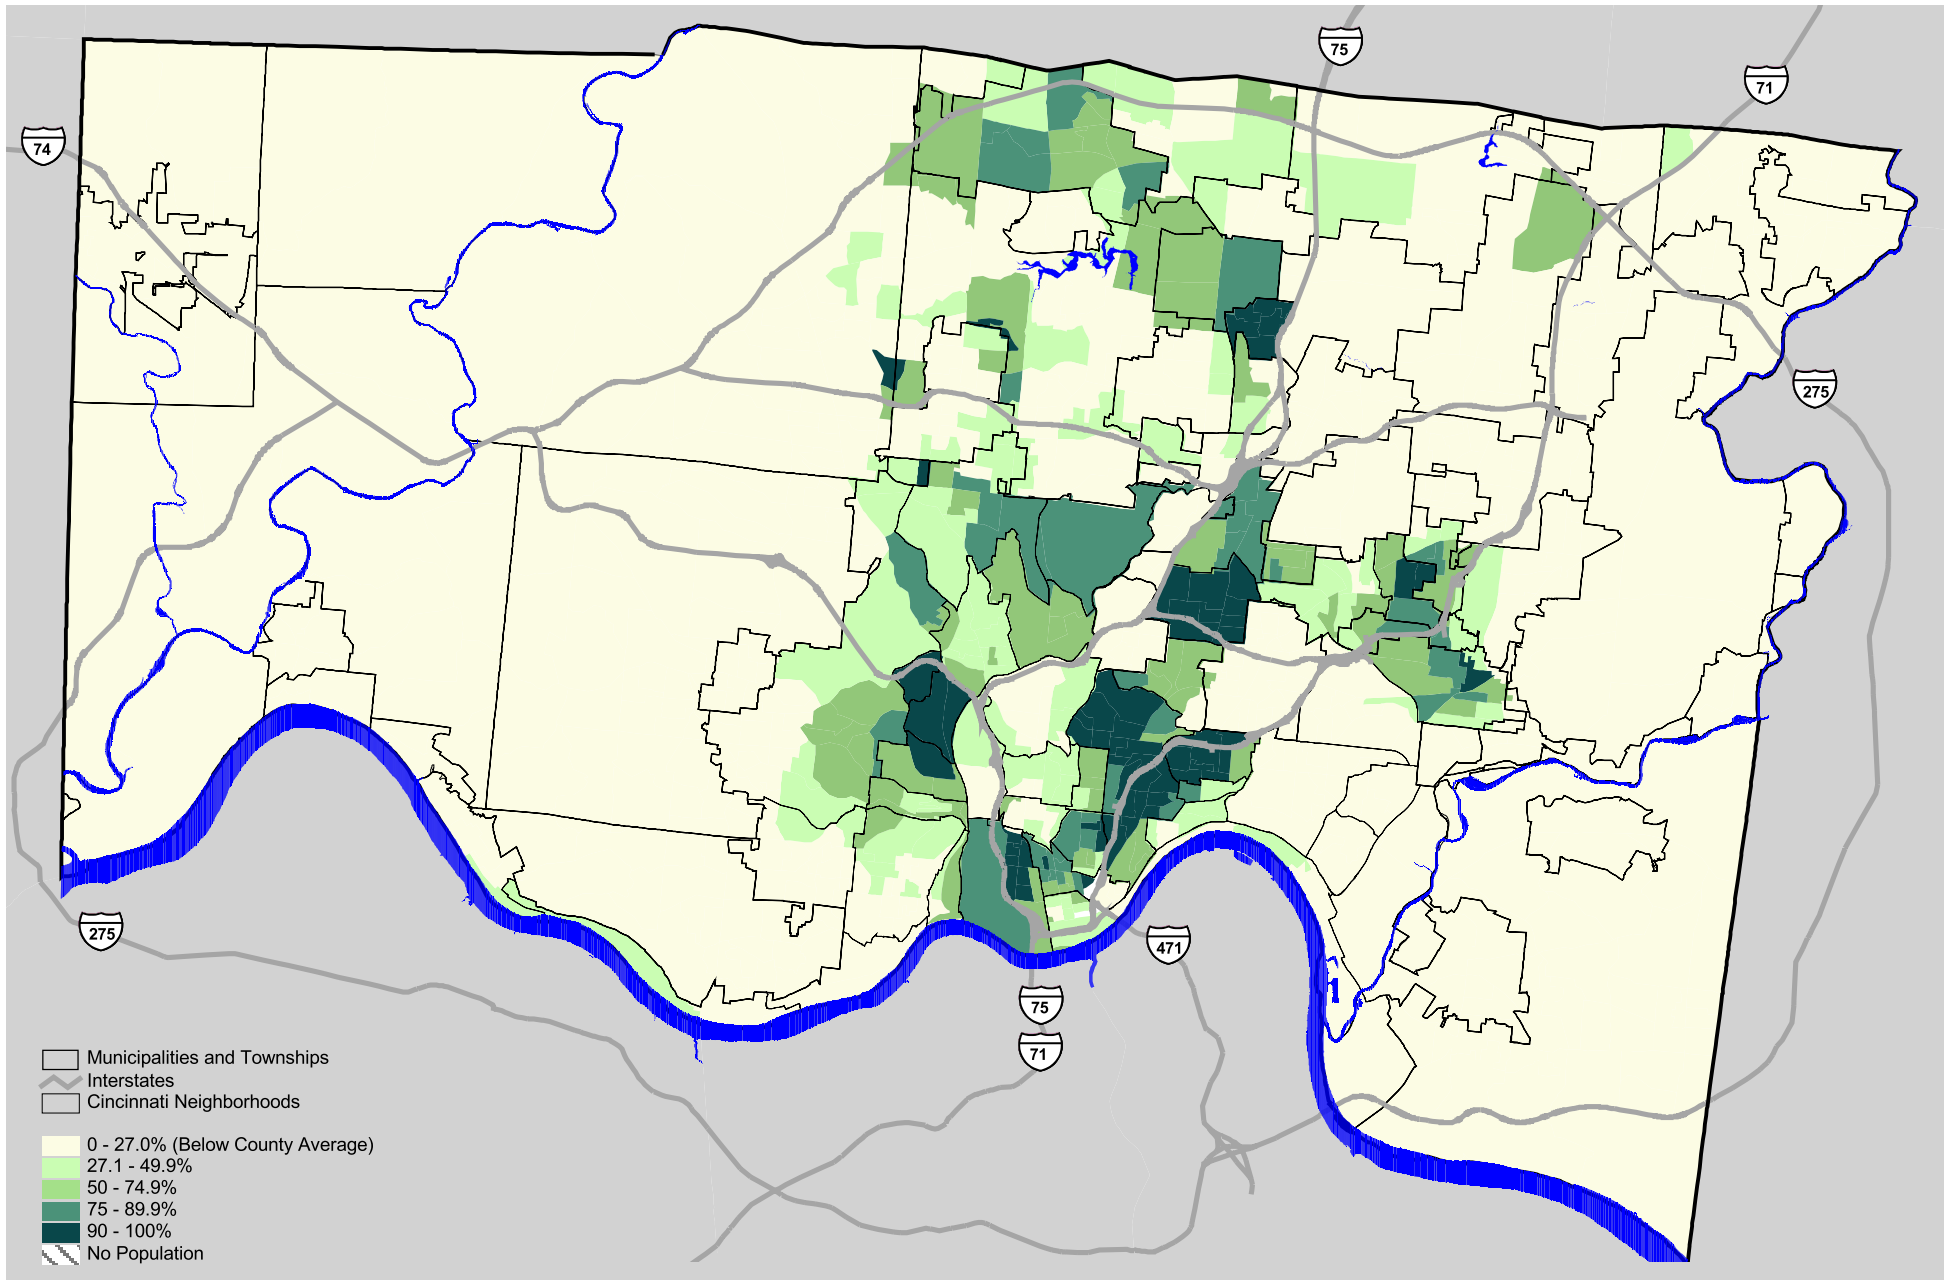 75
71
74
275
275
471
75
71
Municipalities and Townships
Interstates
Cincinnati Neighborhoods
0 - 27.0% (Below County Average)
27.1 - 49.9%
50 - 74.9%
75 - 89.9%
90 - 100%
No Population